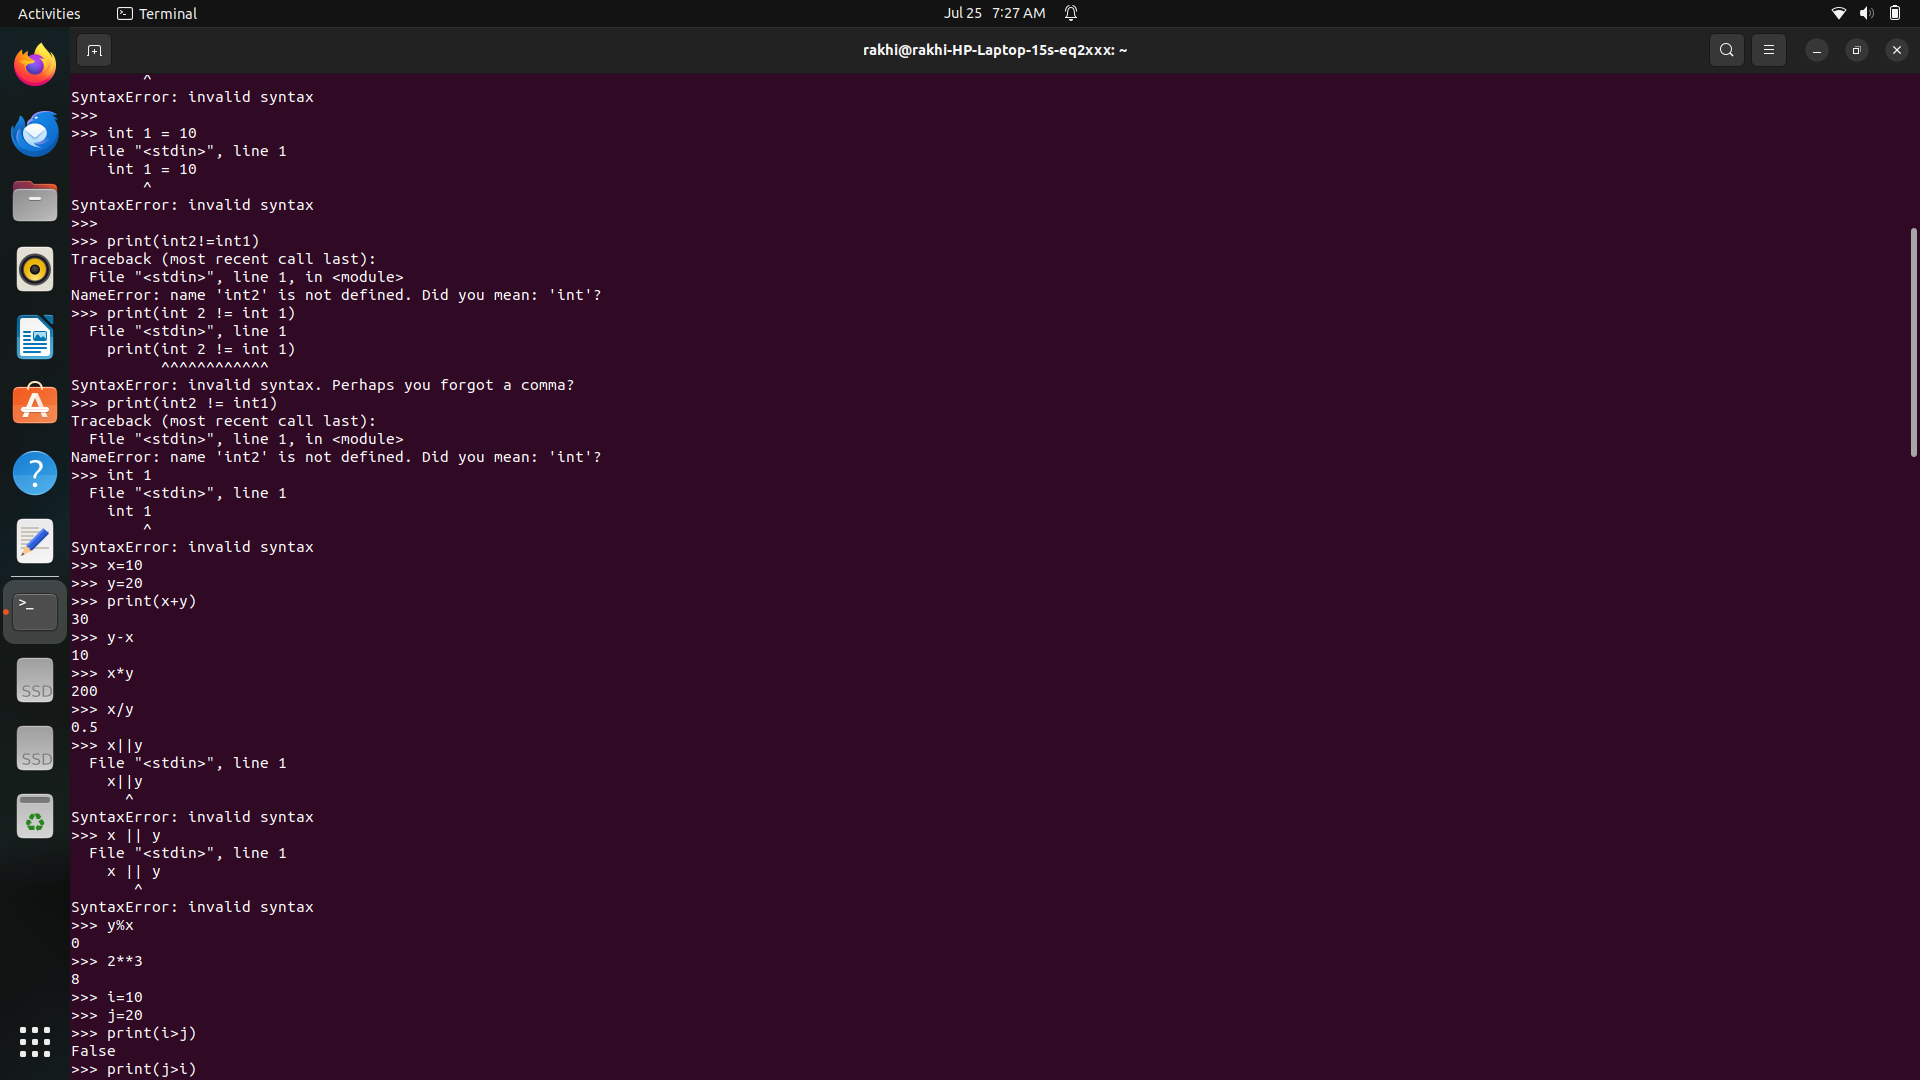 Activities Terminal Jul 25 7:27 AM
rakhi@rakhi-HP-Laptop-15s-eq2xxx: ~
^
SyntaxError: invalid syntax
>>>
>>> int 1 = 10
  File "<stdin>", line 1
    int 1 = 10
        ^
SyntaxError: invalid syntax
>>>
>>> print(int2!=int1)
Traceback (most recent call last):
  File "<stdin>", line 1, in <module>
NameError: name 'int2' is not defined. Did you mean: 'int'?
>>> print(int 2 != int 1)
  File "<stdin>", line 1
    print(int 2 != int 1)
          ^^^^^^^^^^^^
SyntaxError: invalid syntax. Perhaps you forgot a comma?
>>> print(int2 != int1)
Traceback (most recent call last):
  File "<stdin>", line 1, in <module>
NameError: name 'int2' is not defined. Did you mean: 'int'?
>>> int 1
  File "<stdin>", line 1
    int 1
        ^
SyntaxError: invalid syntax
>>> x=10
>>> y=20
>>> print(x+y)
30
>>> y-x
10
>>> x*y
200
>>> x/y
0.5
>>> x||y
  File "<stdin>", line 1
    x||y
      ^
SyntaxError: invalid syntax
>>> x || y
  File "<stdin>", line 1
    x || y
       ^
SyntaxError: invalid syntax
>>> y%x
0
>>> 2**3
8
>>> i=10
>>> j=20
>>> print(i>j)
False
>>> print(j>i)
SSD
SSD